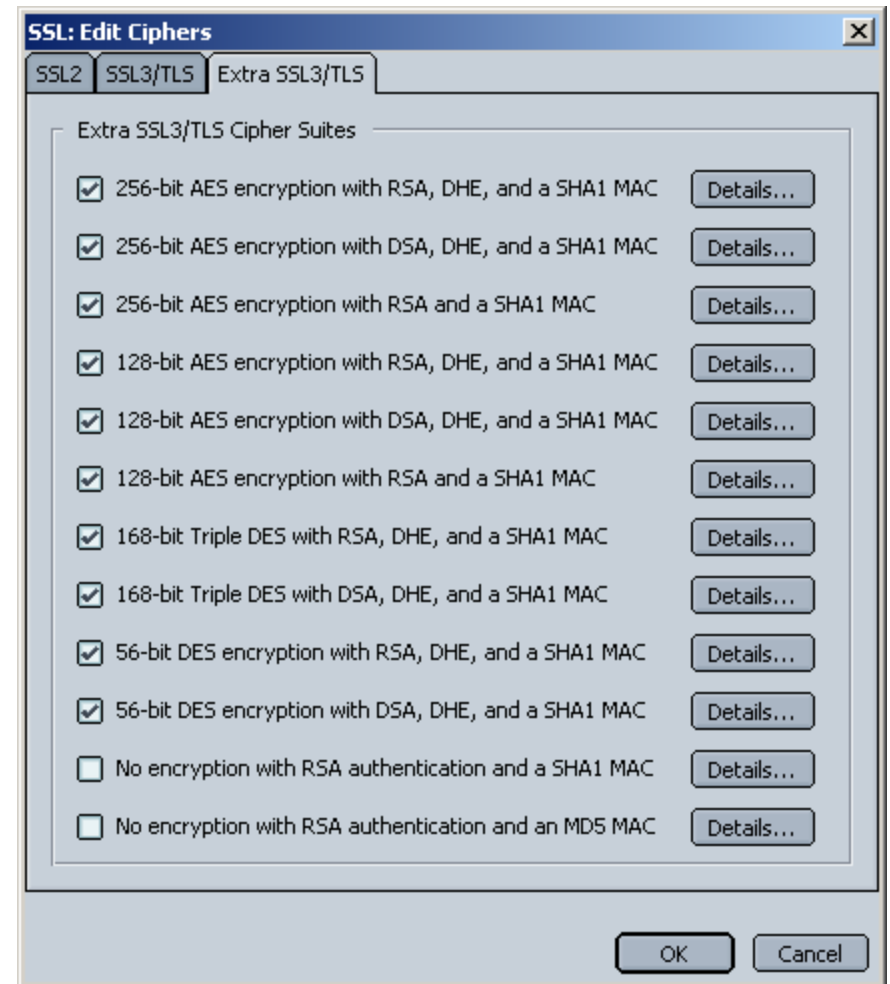 SSL: Edit Ciphers
SSL2 SSL3/TLS Extra SSL3/TLS
Extra SSL3/TLS Cipher Suites
256-bit AES encryption with RSA, DHE, and a SHA1 MAC Details...
256-bit AES encryption with DSA, DHE, and a SHA1 MAC Details...
256-bit AES encryption with RSA and a SHA1 MAC Details...
128-bit AES encryption with RSA, DHE, and a SHA1 MAC Details...
128-bit AES encryption with DSA, DHE, and a SHA1 MAC Details...
128-bit AES encryption with RSA and a SHA1 MAC Details...
168-bit Triple DES with RSA, DHE, and a SHA1 MAC Details...
168-bit Triple DES with DSA, DHE, and a SHA1 MAC Details...
56-bit DES encryption with RSA, DHE, and a SHA1 MAC Details...
56-bit DES encryption with DSA, DHE, and a SHA1 MAC Details...
No encryption with RSA authentication and a SHA1 MAC Details...
No encryption with RSA authentication and an MD5 MAC Details...
OK Cancel